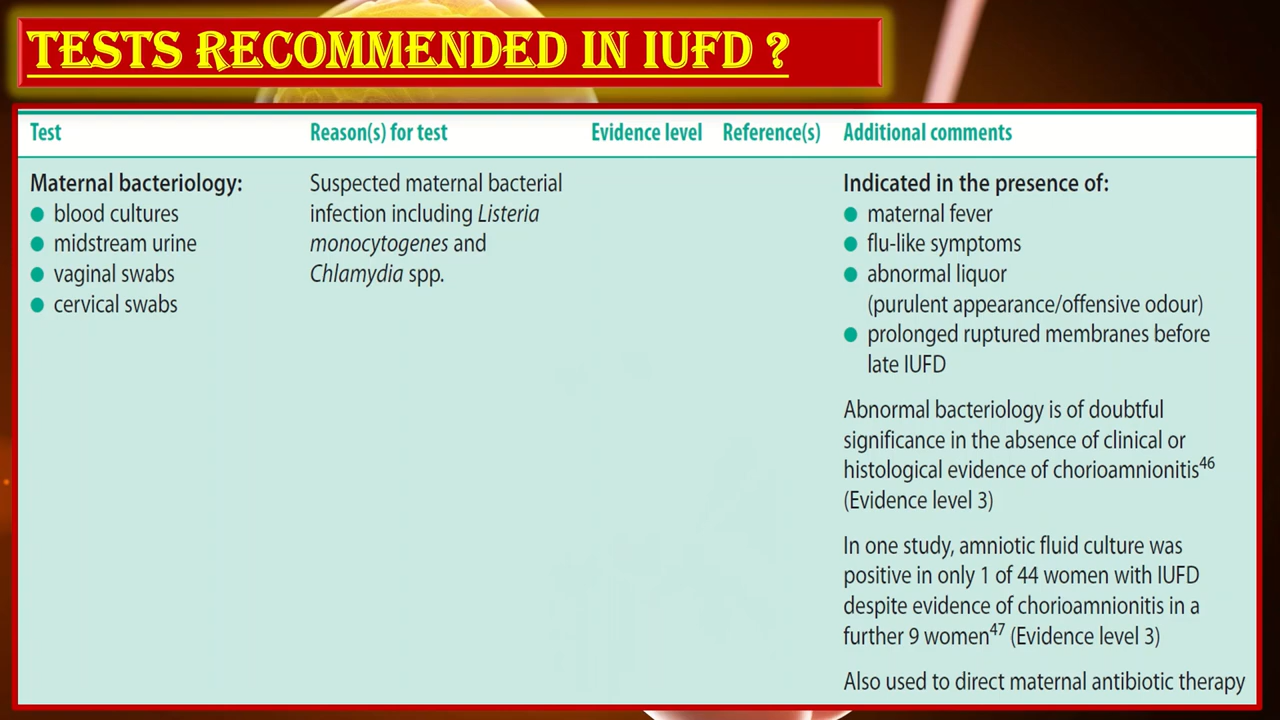 TESTS RECOMMENDED IN IUFD ?
Test Reason(s) for test Evidence level Reference(s) Additional comments
Maternal bacteriology:
● blood cultures
● midstream urine
● vaginal swabs
● cervical swabs
Suspected maternal bacterial
infection including Listeria
monocytogenes and
Chlamydia spp.
Indicated in the presence of:
● maternal fever
● flu-like symptoms
● abnormal liquor
(purulent appearance/offensive odour)
● prolonged ruptured membranes before
late IUFD
Abnormal bacteriology is of doubtful
significance in the absence of clinical or
histological evidence of chorioamnionitis46
(Evidence level 3)
In one study, amniotic fluid culture was
positive in only 1 of 44 women with IUFD
despite evidence of chorioamnionitis in a
further 9 women47 (Evidence level 3)
Also used to direct maternal antibiotic therapy